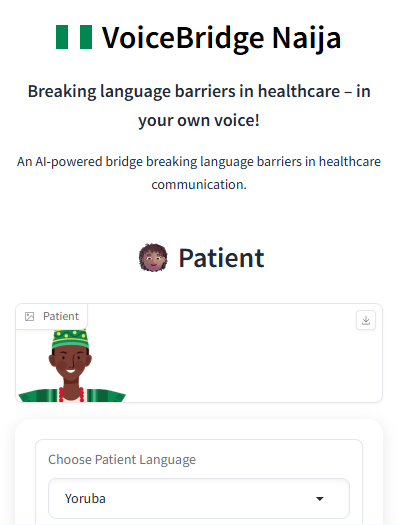 VoiceBridge Naija
Breaking language barriers in healthcare – in
your own voice!
An AI-powered bridge breaking language barriers in healthcare
communication.
Patient
Patient
Choose Patient Language
Yoruba